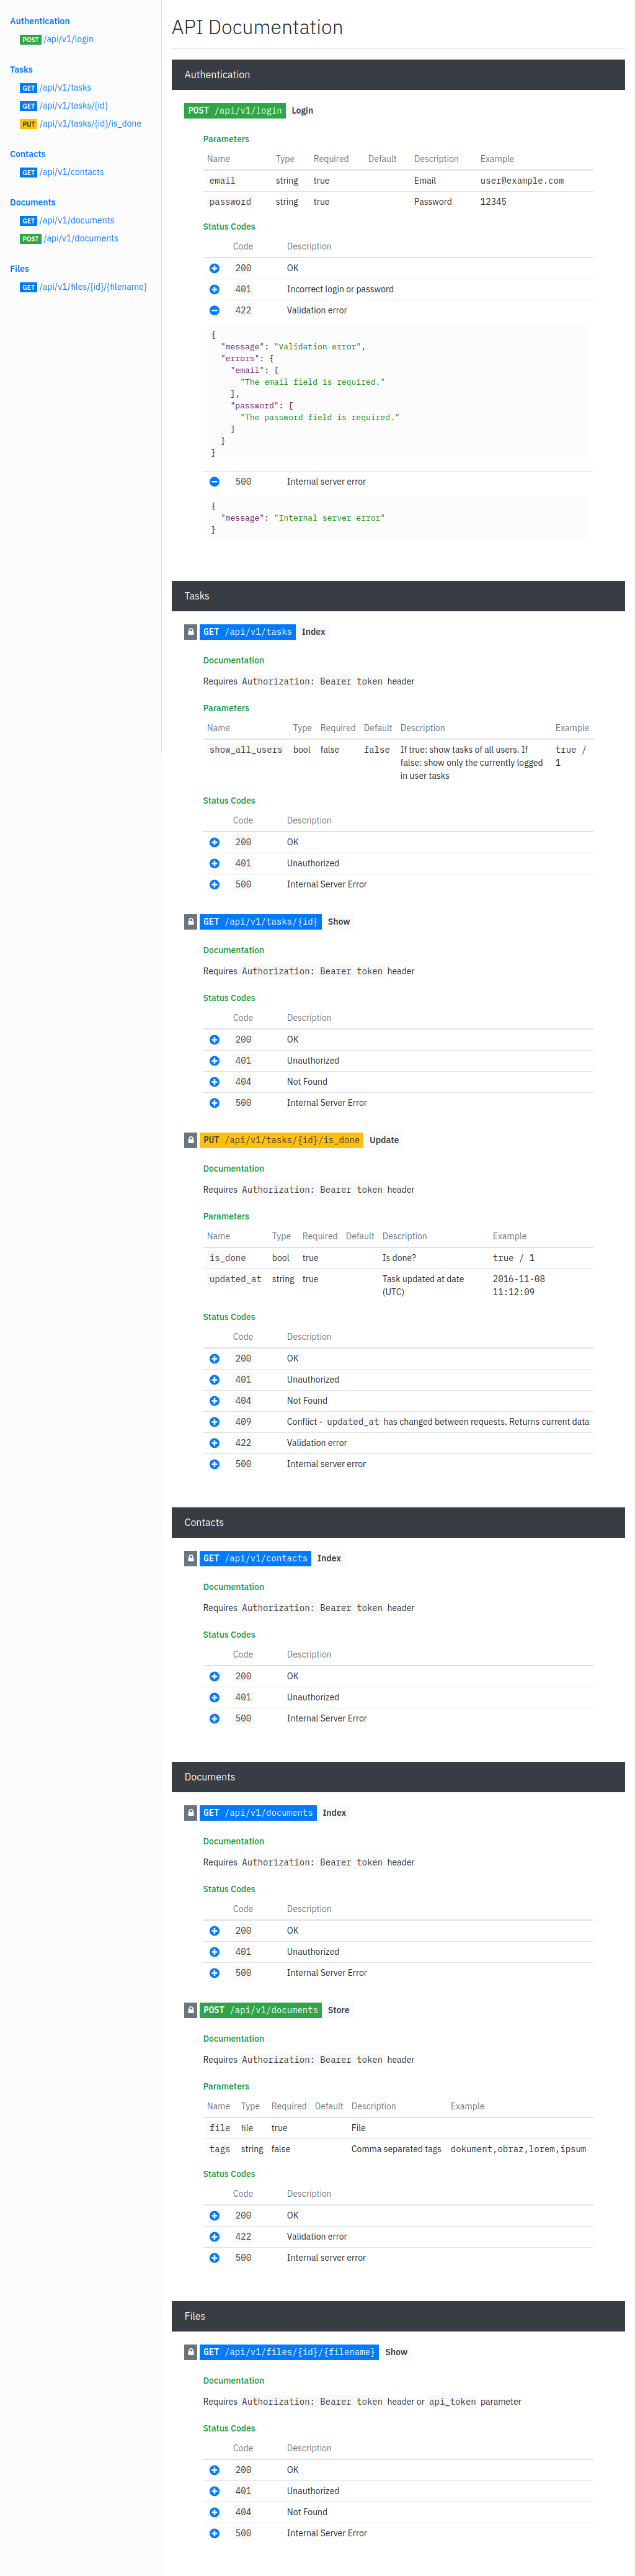 Authentication
POST /api/v1/login
Tasks
GET /api/v1/tasks
GET /api/v1/tasks/{id}
PUT /api/v1/tasks/{id}/is_done
Contacts
GET /api/v1/contacts
Documents
GET /api/v1/documents
POST /api/v1/documents
Files
GET /api/v1/files/{id}/{filename}
API Documentation
Authentication
POST /api/v1/login Login
Parameters
Name Type Required Default Description Example
email string true Email user@example.com
password string true Password 12345
Status Codes
Code Description
200 OK
401 Incorrect login or password
422 Validation error
{
"message": "Validation error",
"errors": {
"email": [
"The email field is required."
],
"password": [
"The password field is required."
]
}
}
500 Internal server error
{
"message": "Internal server error"
}
Tasks
GET /api/v1/tasks Index
Documentation
Requires Authorization: Bearer token header
Parameters
Name Type Required Default Description Example
show_all_users bool false false If true: show tasks of all users. If true /
false: show only the currently logged 1
in user tasks
Status Codes
Code Description
200 OK
401 Unauthorized
500 Internal Server Error
GET /api/v1/tasks/{id} Show
Documentation
Requires Authorization: Bearer token header
Status Codes
Code Description
200 OK
401 Unauthorized
404 Not Found
500 Internal Server Error
PUT /api/v1/tasks/{id}/is_done Update
Documentation
Requires Authorization: Bearer token header
Parameters
Name Type Required Default Description Example
is_done bool true Is done? true / 1
updated_at string true Task updated at date 2016-11-08
(UTC) 11:12:09
Status Codes
Code Description
200 OK
401 Unauthorized
404 Not Found
409 Conflict - updated_at has changed between requests. Returns current data
422 Validation error
500 Internal server error
Contacts
GET /api/v1/contacts Index
Documentation
Requires Authorization: Bearer token header
Status Codes
Code Description
200 OK
401 Unauthorized
500 Internal Server Error
Documents
GET /api/v1/documents Index
Documentation
Requires Authorization: Bearer token header
Status Codes
Code Description
200 OK
401 Unauthorized
500 Internal Server Error
POST /api/v1/documents Store
Documentation
Requires Authorization: Bearer token header
Parameters
Name Type Required Default Description Example
file file true File
tags string false Comma separated tags dokument,obraz,lorem,ipsum
Status Codes
Code Description
200 OK
422 Validation error
500 Internal server error
Files
GET /api/v1/files/{id}/{filename} Show
Documentation
Requires Authorization: Bearer token header or api_token parameter
Status Codes
Code Description
200 OK
401 Unauthorized
404 Not Found
500 Internal Server Error